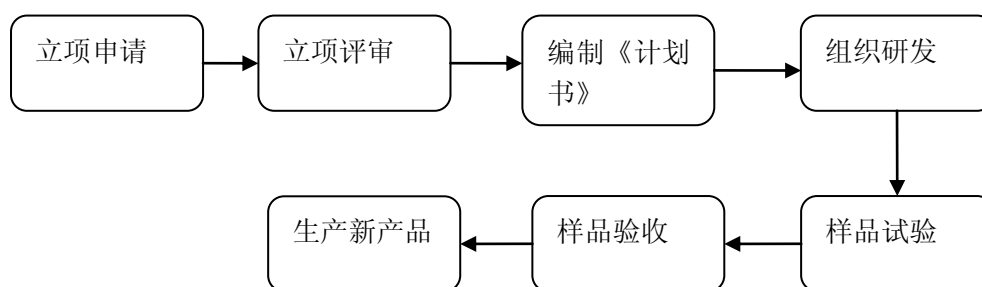 立项申请
立项评审
编制《计划
书》
组织研发
样品试验
样品验收
生产新产品